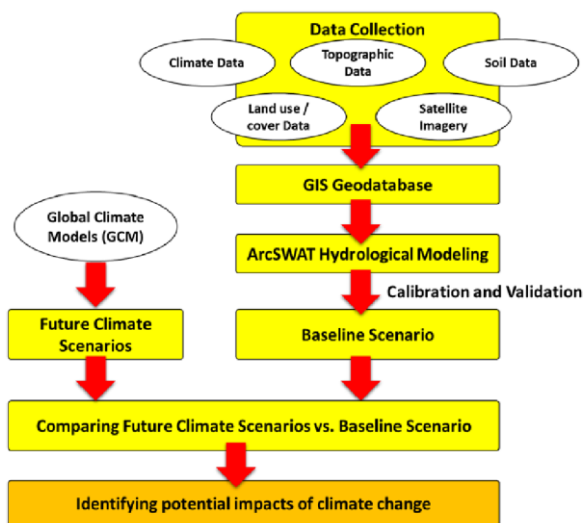 Data Collection
Climate Data
Topographic
Data
Soil Data
Land use /
cover Data
Satellite
Imagery
GIS Geodatabase
Global Climate
Models (GCM)
ArcSWAT Hydrological Modeling
Calibration and Validation
Future Climate
Scenarios
Baseline Scenario
Comparing Future Climate Scenarios vs. Baseline Scenario
Identifying potential impacts of climate change